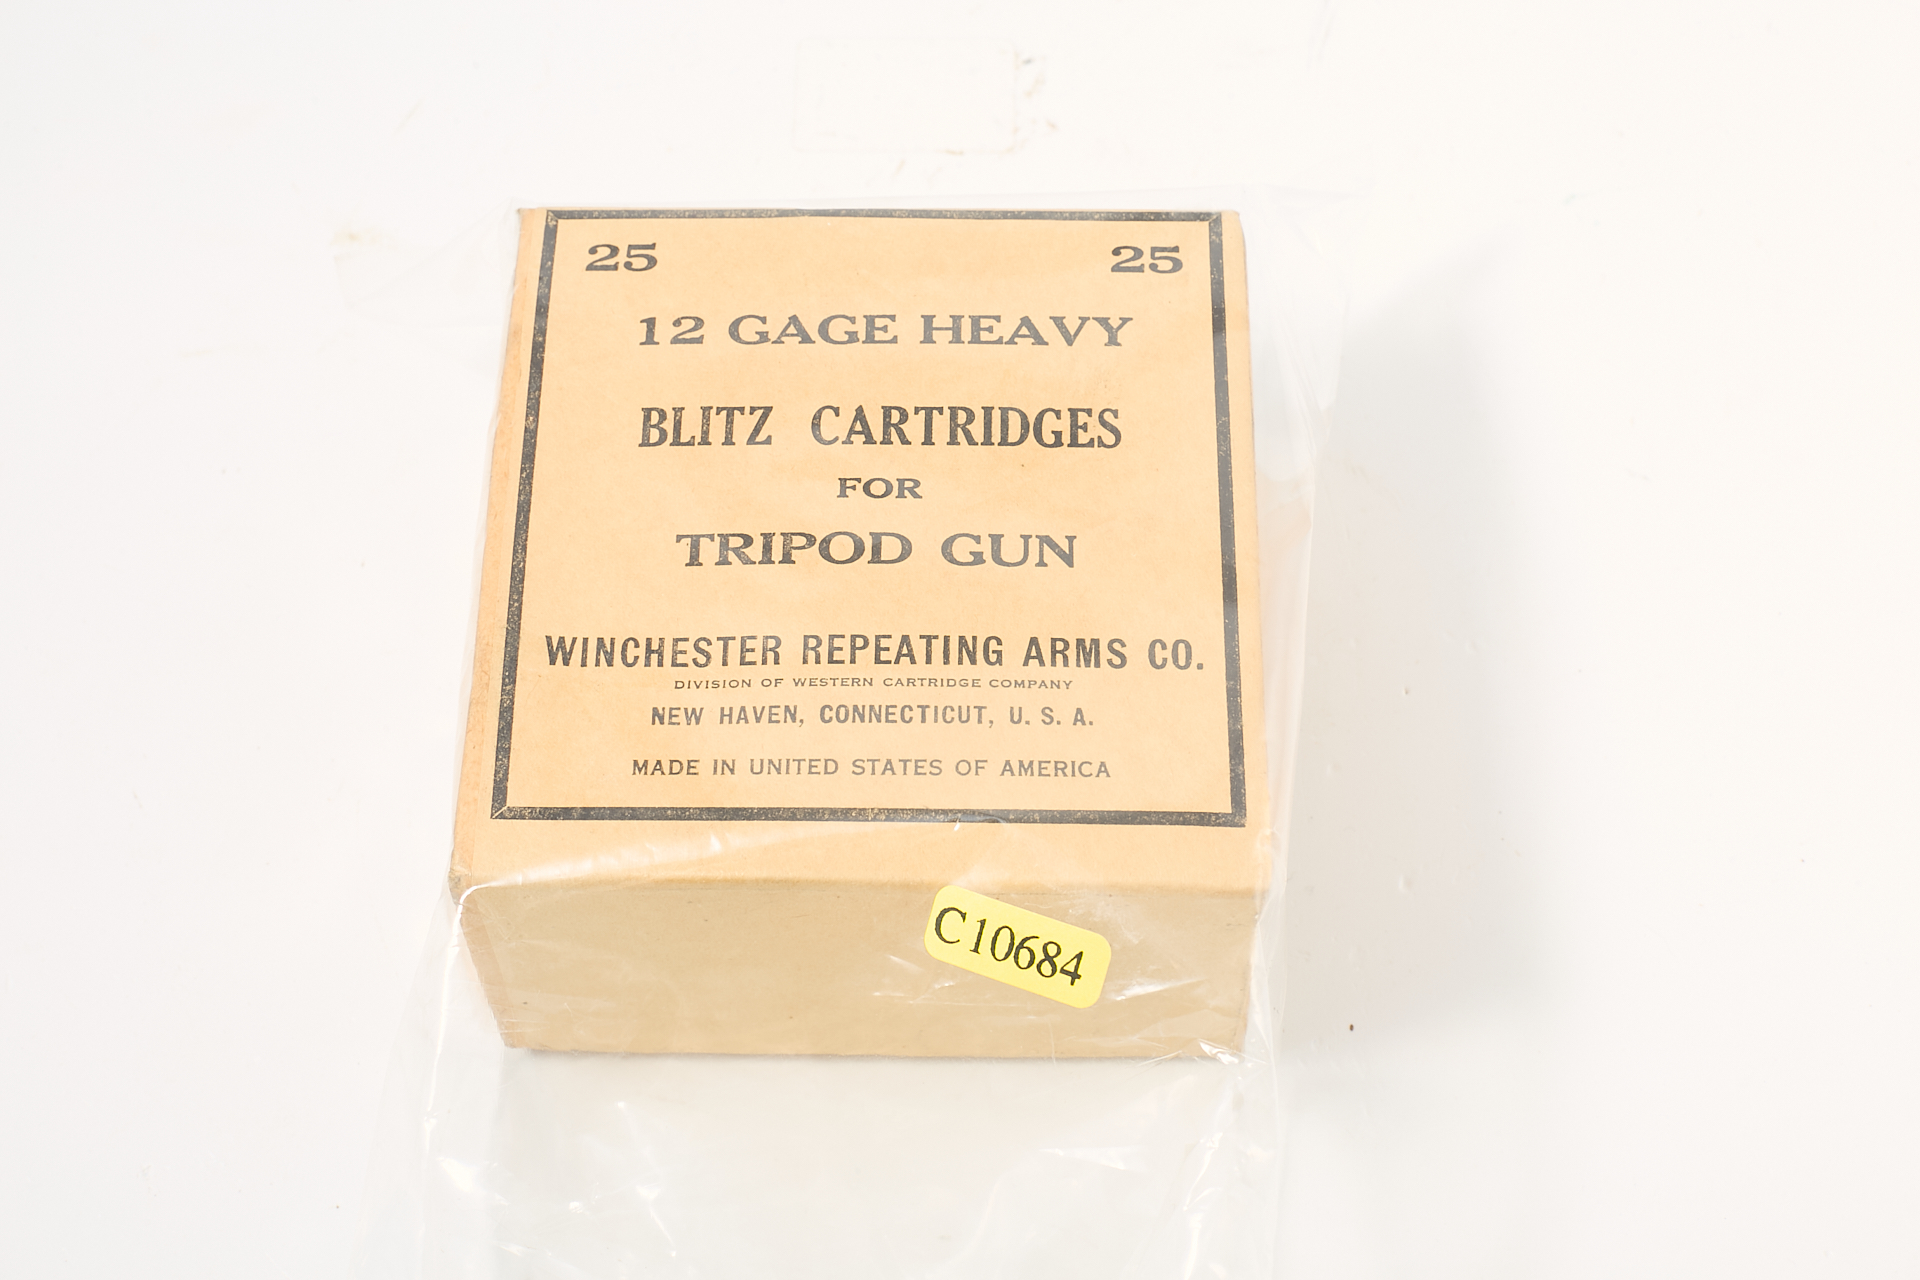 25 25
12 GAGE HEAVY
BLITZ CARTRIDGES
FOR
TRIPOD GUN
WINCHESTER REPEATING ARMS CO.
DIVISION OF WESTERN CARTRIDGE COMPANY
NEW HAVEN, CONNECTICUT, U. S. A.
MADE IN UNITED STATES OF AMERICA
C10684